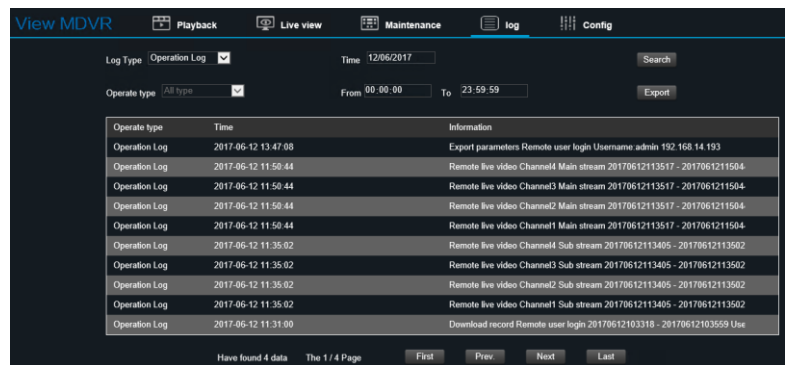 View MDVR Playback Live view Maintenance log Config
Log Type Operation Log Time 12/06/2017 Search
Operate type All type From 00:00:00 To 23:59:59 Export
Operate type Time Information
Operation Log 2017-06-12 13:47:08 Export parameters Remote user login Username:admin 192.168.14.193
Operation Log 2017-06-12 11:50:44 Remote live video Channel4 Main stream 20170612113517 - 2017061211504
Operation Log 2017-06-12 11:50:44 Remote live video Channel3 Main stream 20170612113517 - 2017061211504
Operation Log 2017-06-12 11:50:44 Remote live video Channel2 Main stream 20170612113517 - 2017061211504
Operation Log 2017-06-12 11:50:44 Remote live video Channel1 Main stream 20170612113517 - 2017061211504
Operation Log 2017-06-12 11:35:02 Remote live video Channel4 Sub stream 20170612113405 - 20170612113502
Operation Log 2017-06-12 11:35:02 Remote live video Channel3 Sub stream 20170612113405 - 20170612113502
Operation Log 2017-06-12 11:35:02 Remote live video Channel2 Sub stream 20170612113405 - 20170612113502
Operation Log 2017-06-12 11:35:02 Remote live video Channel1 Sub stream 20170612113405 - 20170612113502
Operation Log 2017-06-12 11:31:00 Download record Remote user login 20170612103318 - 20170612103559 Use
Have found 4 data The 1/4 Page First Prev. Next Last